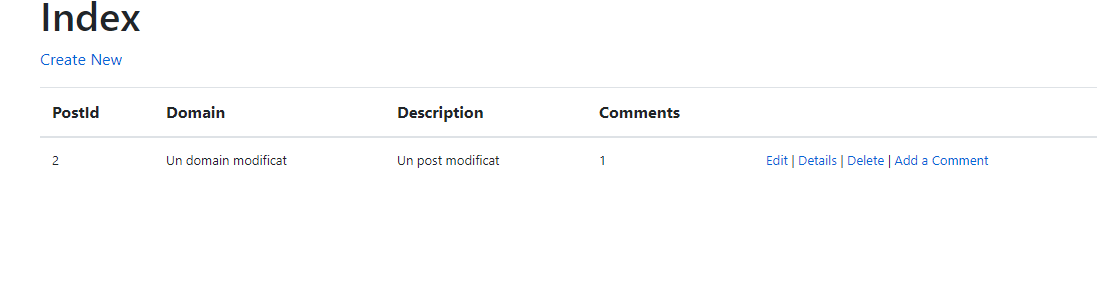 Index
Create New
PostId Domain Description Comments
2 Un domain modificat Un post modificat 1 Edit | Details | Delete | Add a Comment